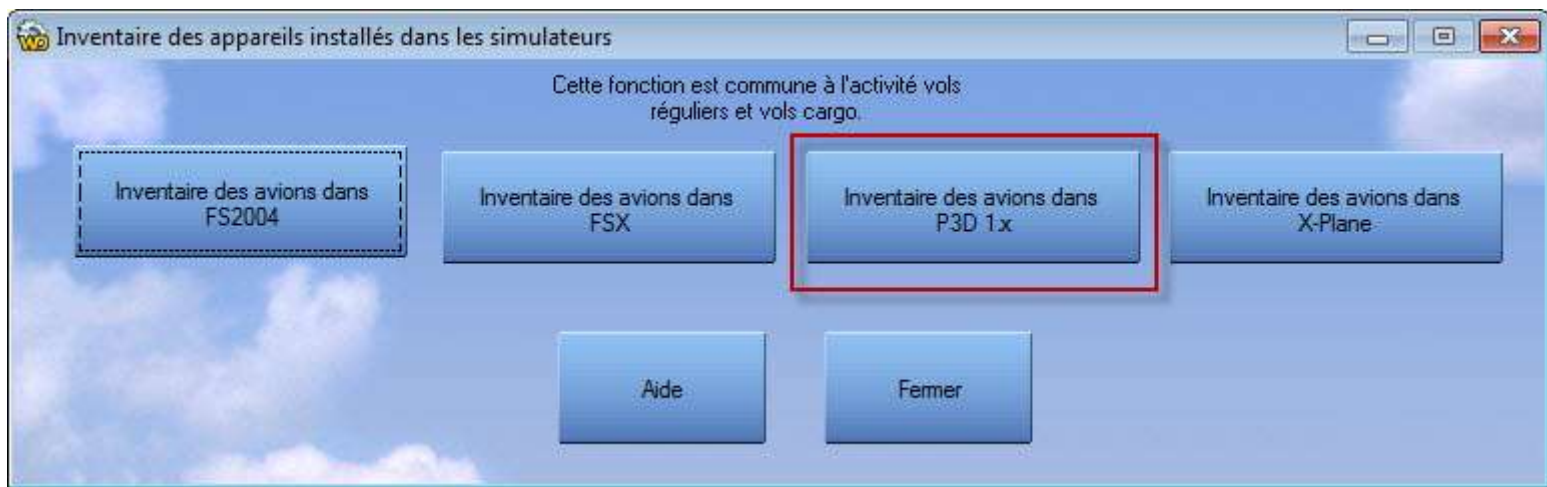 Inventaire des appareils installés dans les simulateurs
Cette fonction est commune à l'activité vols
réguliers et vols cargo.
Inventaire des avions dans
FS2004
Inventaire des avions dans
FSX
Inventaire des avions dans
P3D 1.x
Inventaire des avions dans
X-Plane
Aide
Fermer